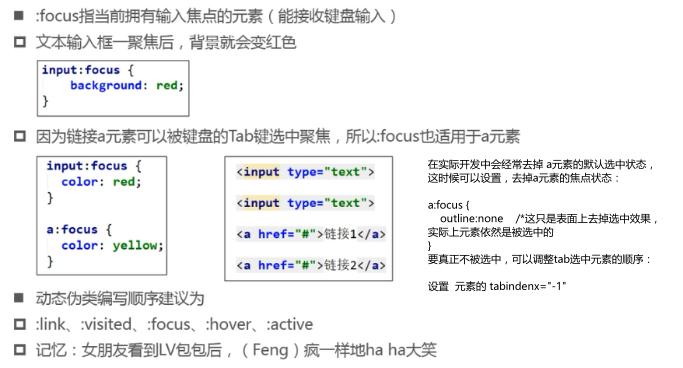 :focus指当前拥有输入焦点的元素（能接收键盘输入）
文本输入框一聚焦后，背景就会变红色
input:focus {
background: red;
}
因为链接a元素可以被键盘的Tab键选中聚焦，所以:focus也适用于a元素
input:focus {
color: red;
}
a:focus {
color: yellow;
}
<input type="text">
<input type="text">
<a href="#">链接1</a>
<a href="#">链接2</a>
在实际开发中会经常去掉 a元素的默认选中状态，
这时候可以设置，去掉a元素的焦点状态：
a:focus {
outline:none /*这只是表面上去掉选中效果，
实际上元素依然是被选中的
}
要真正不被选中，可以调整tab选中元素的顺序：
设置 元素的 tabindenx="-1"
动态伪类编写顺序建议为
:link、:visited、:focus、:hover、:active
记忆：女朋友看到LV包包后，（Feng）疯一样地ha ha大笑